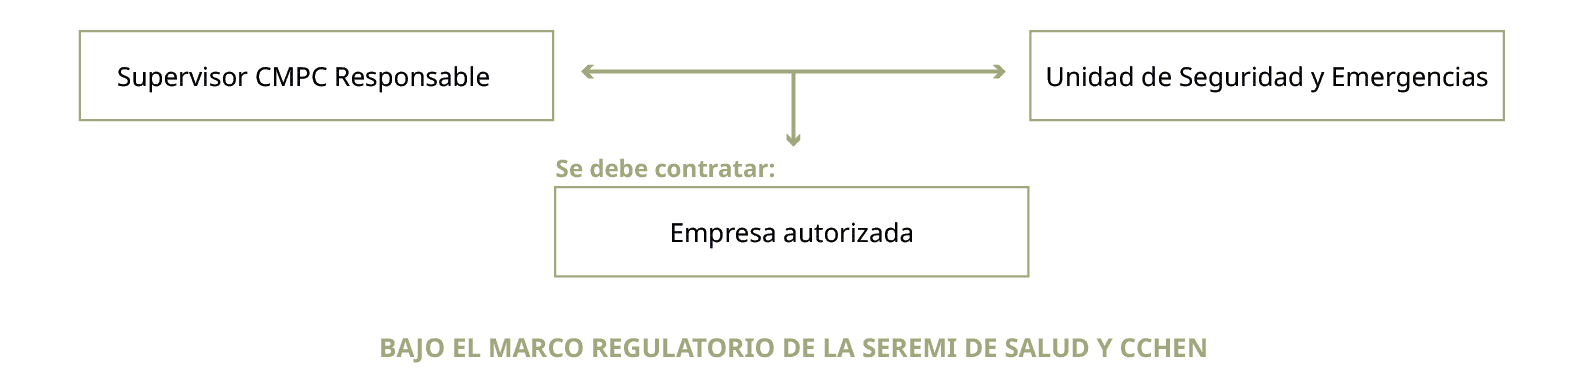 Supervisor CMPC Responsable
Unidad de Seguridad y Emergencias
Se debe contratar:
Empresa autorizada
BAJO EL MARCO REGULATORIO DE LA SEREMI DE SALUD Y CCHEN